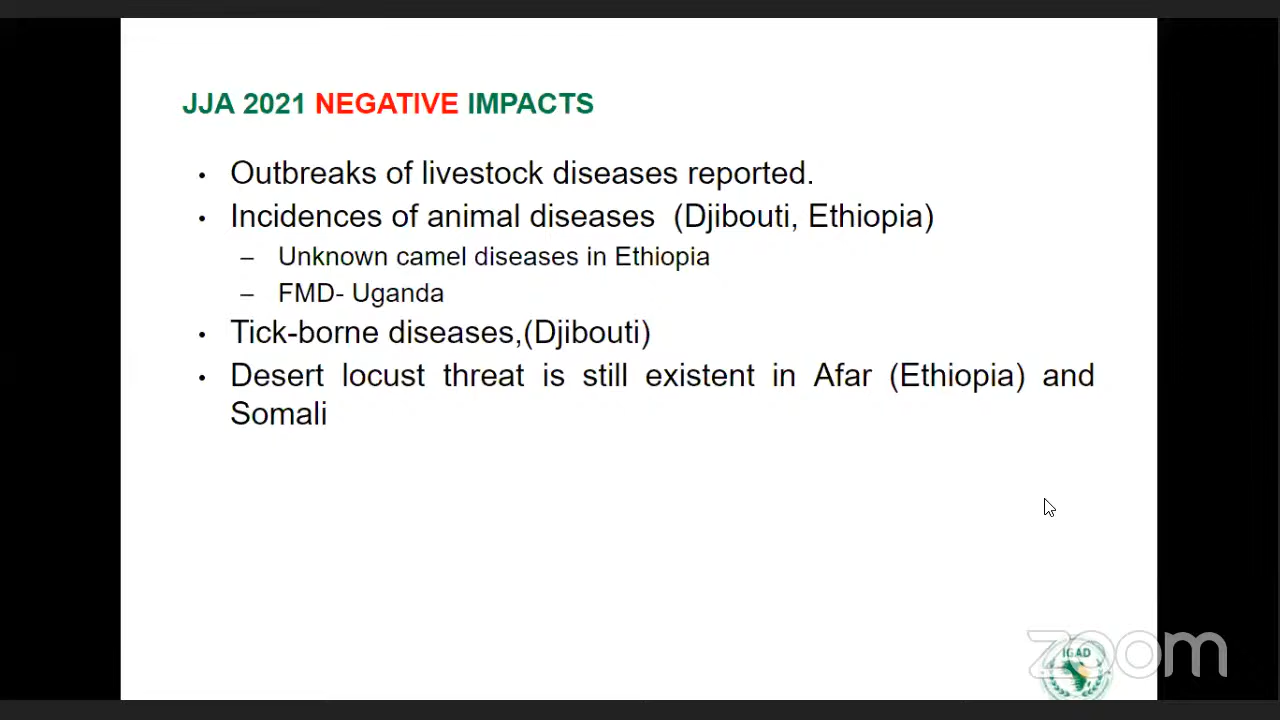 JJA 2021 NEGATIVE IMPACTS
• Outbreaks of livestock diseases reported.
• Incidences of animal diseases (Djibouti, Ethiopia)
– Unknown camel diseases in Ethiopia
– FMD- Uganda
• Tick-borne diseases,(Djibouti)
• Desert locust threat is still existent in Afar (Ethiopia) and
Somali
zoom
IGAD